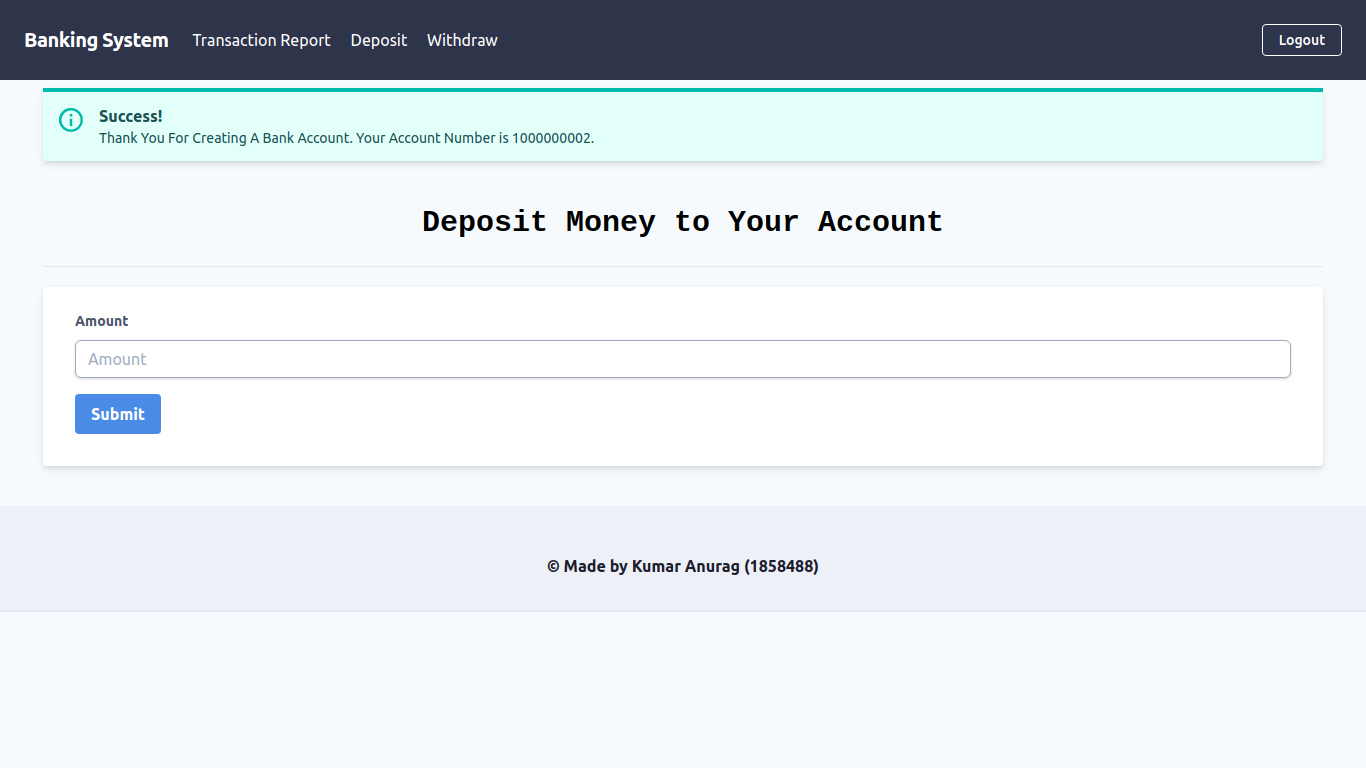 Banking System Transaction Report Deposit Withdraw Logout
Success!
Thank You For Creating A Bank Account. Your Account Number is 1000000002.
Deposit Money to Your Account
Amount
Amount
Submit
© Made by Kumar Anurag (1858488)